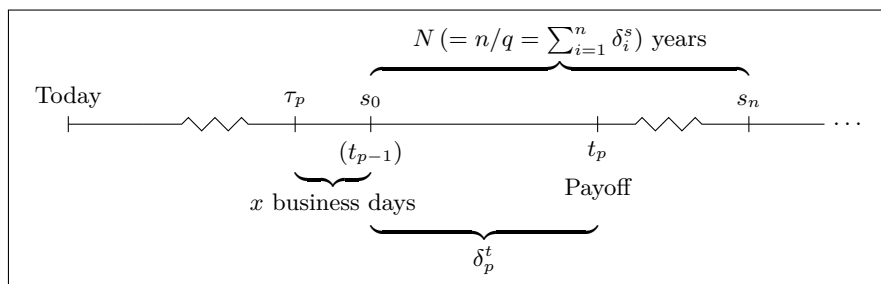 N (= n/q = ∑_{i=1}^{n} δ_i^s) years
Today τ_p s_0 s_n
⋯
(t_{p−1}) t_p
Payoff
x business days
δ_p^t